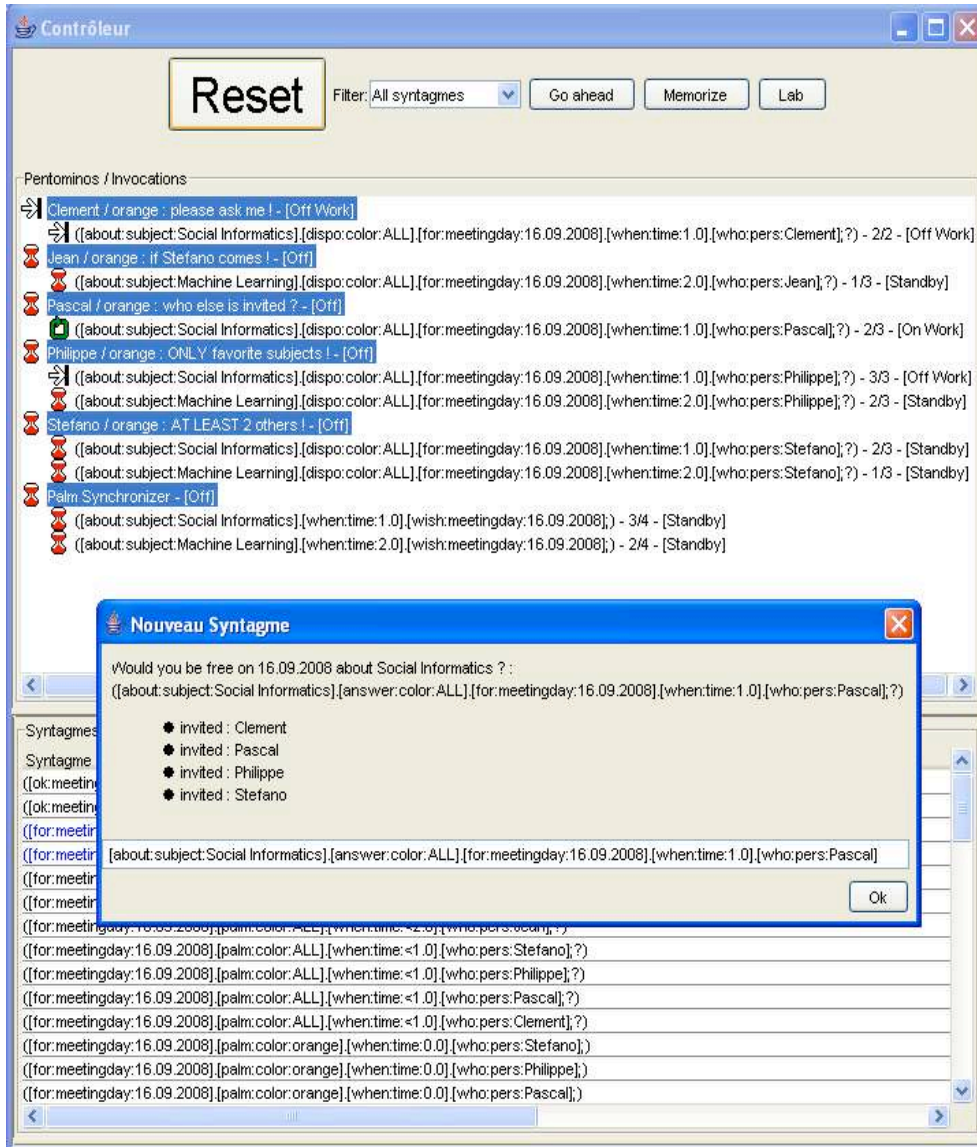 Contrôleur
Reset Filter: All syntagmes Go ahead Memorize Lab
Pentominos / Invocations
Clement / orange : please ask me ! - [Off Work]
([about:subject:Social Informatics].[dispo:color:ALL].[for:meetingday:16.09.2008].[when:time:1.0].[who:pers:Clement];?) - 2/2 - [Off Work]
Jean / orange : if Stefano comes ! - [Off]
([about:subject:Machine Learning].[dispo:color:ALL].[for:meetingday:16.09.2008].[when:time:2.0].[who:pers:Jean];?) - 1/3 - [Standby]
Pascal / orange : who else is invited ? - [Off]
([about:subject:Social Informatics].[dispo:color:ALL].[for:meetingday:16.09.2008].[when:time:1.0].[who:pers:Pascal];?) - 2/3 - [On Work]
Philippe / orange : ONLY favorite subjects ! - [Off]
([about:subject:Social Informatics].[dispo:color:ALL].[for:meetingday:16.09.2008].[when:time:1.0].[who:pers:Philippe];?) - 3/3 - [Off Work]
([about:subject:Machine Learning].[dispo:color:ALL].[for:meetingday:16.09.2008].[when:time:2.0].[who:pers:Philippe];?) - 2/3 - [Standby]
Stefano / orange : AT LEAST 2 others ! - [Off]
([about:subject:Social Informatics].[dispo:color:ALL].[for:meetingday:16.09.2008].[when:time:1.0].[who:pers:Stefano];?) - 2/3 - [Standby]
([about:subject:Machine Learning].[dispo:color:ALL].[for:meetingday:16.09.2008].[when:time:2.0].[who:pers:Stefano];?) - 1/3 - [Standby]
Palm Synchronizer - [Off]
([about:subject:Social Informatics].[when:time:1.0].[wish:meetingday:16.09.2008];) - 3/4 - [Standby]
([about:subject:Machine Learning].[when:time:2.0].[wish:meetingday:16.09.2008];) - 2/4 - [Standby]
Nouveau Syntagme
Would you be free on 16.09.2008 about Social Informatics ? :
([about:subject:Social Informatics].[answer:color:ALL].[for:meetingday:16.09.2008].[when:time:1.0].[who:pers:Pascal];?)
invited : Clement
invited : Pascal
invited : Philippe
invited : Stefano
[about:subject:Social Informatics].[answer:color:ALL].[for:meetingday:16.09.2008].[when:time:1.0].[who:pers:Pascal]
Ok
Syntagmes
Syntagme
([ok:meetin
([ok:meetin
([for:meetin
([for:meetin
([for:meetin
([for:meetin
([for:meetingday:16.09.2008].[palm:color:ALL].[when:time:<2.0].[who:pers:Jean];?)
([for:meetingday:16.09.2008].[palm:color:ALL].[when:time:<1.0].[who:pers:Stefano];?)
([for:meetingday:16.09.2008].[palm:color:ALL].[when:time:<1.0].[who:pers:Philippe];?)
([for:meetingday:16.09.2008].[palm:color:ALL].[when:time:<1.0].[who:pers:Pascal];?)
([for:meetingday:16.09.2008].[palm:color:ALL].[when:time:<1.0].[who:pers:Clement];?)
([for:meetingday:16.09.2008].[palm:color:orange].[when:time:0.0].[who:pers:Stefano];)
([for:meetingday:16.09.2008].[palm:color:orange].[when:time:0.0].[who:pers:Philippe];)
([for:meetingday:16.09.2008].[palm:color:orange].[when:time:0.0].[who:pers:Pascal];)